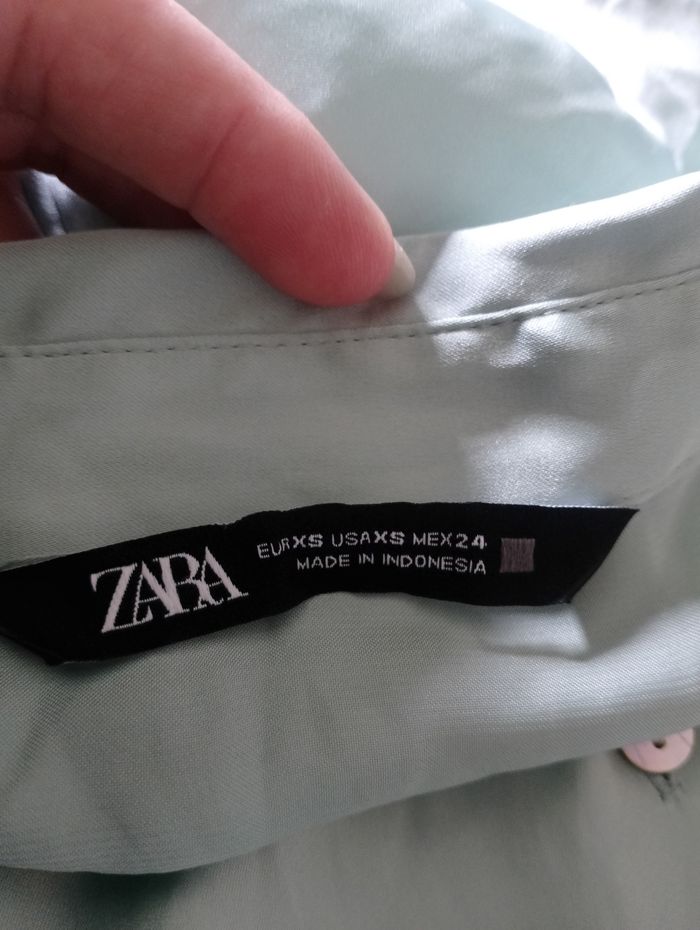 ZARA
EUR XS USA XS MEX 24
MADE IN INDONESIA